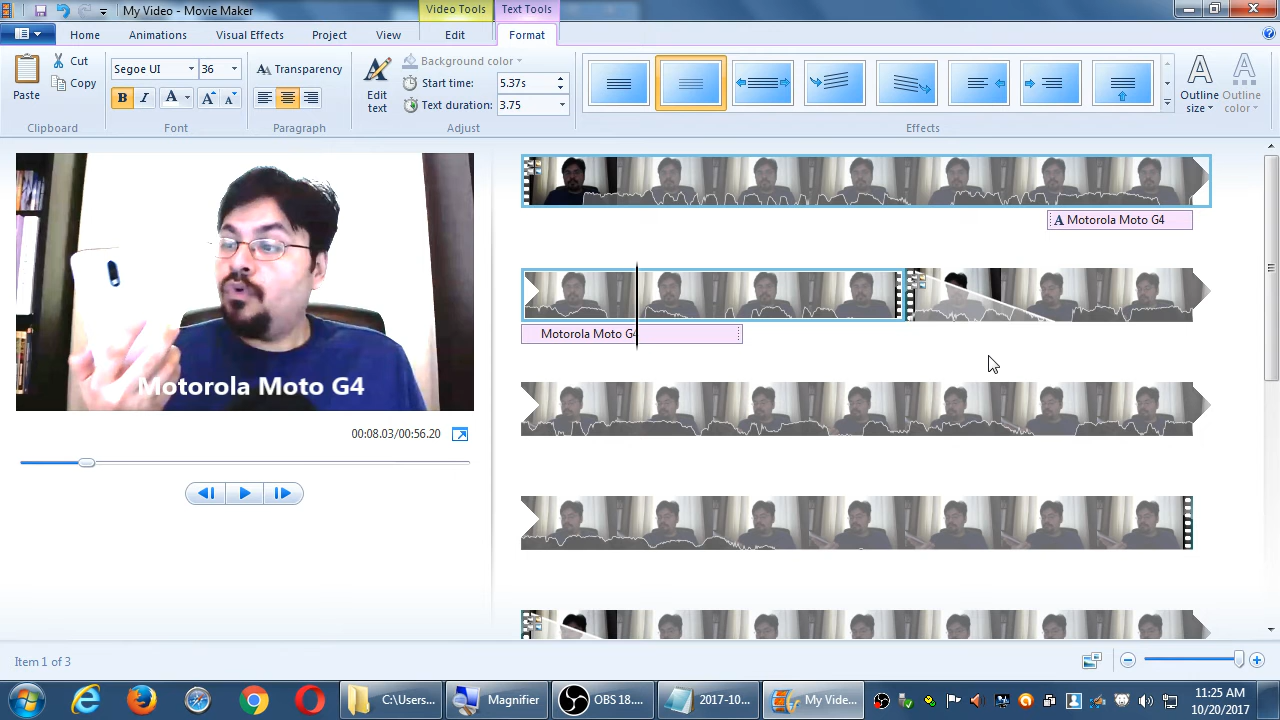 My Video - Movie Maker
Video Tools
Text Tools
Home
Animations
Visual Effects
Project
View
Edit
Format
Paste
Cut
Copy
Clipboard
Segoe UI
36
B I A A A
Font
Transparency
Paragraph
Edit text
Background color
Start time: 5.37s
Text duration: 3.75
Adjust
Effects
Outline size
Outline color
Motorola Moto G4
00:08.03/00:56.20
A Motorola Moto G4
Motorola Moto G4
Item 1 of 3
C:\Users...
Magnifier
OBS 18....
2017-10...
My Vide...
11:25 AM
10/20/2017